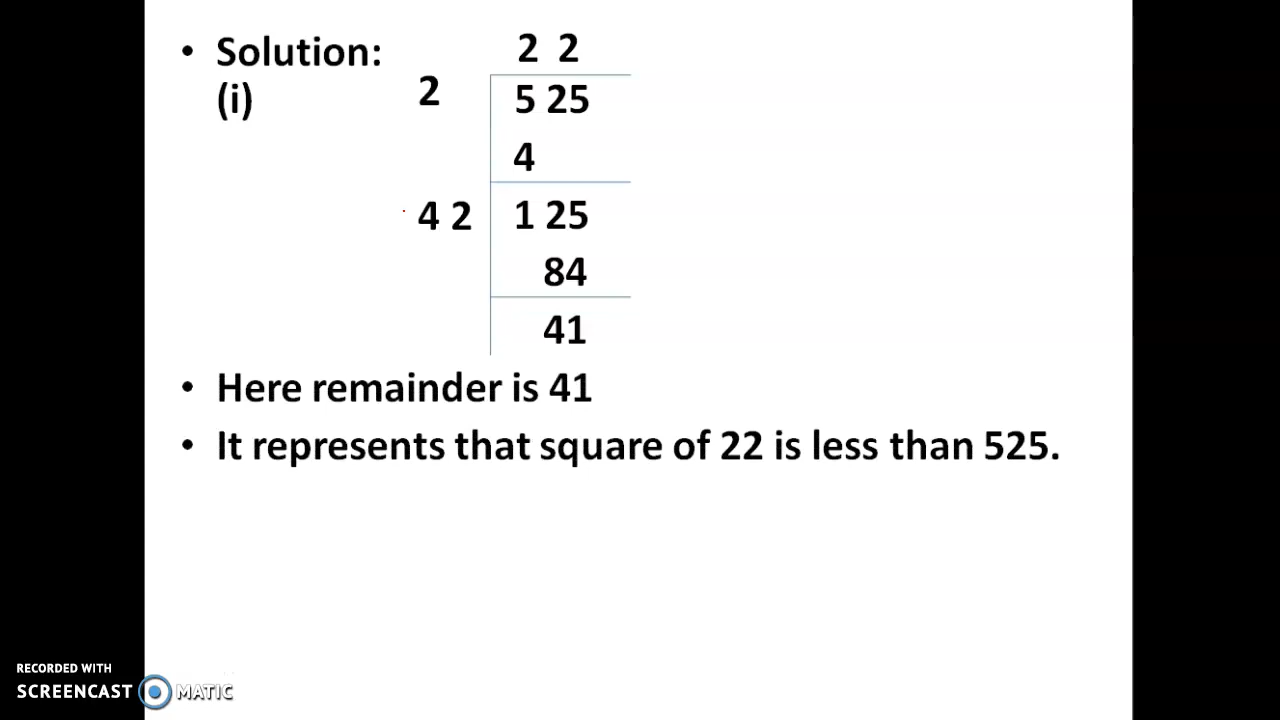 • Solution:
2 2
(i)
2
5 25
4
4 2
1 25
84
41
• Here remainder is 41
• It represents that square of 22 is less than 525.
RECORDED WITH
SCREENCAST MATIC